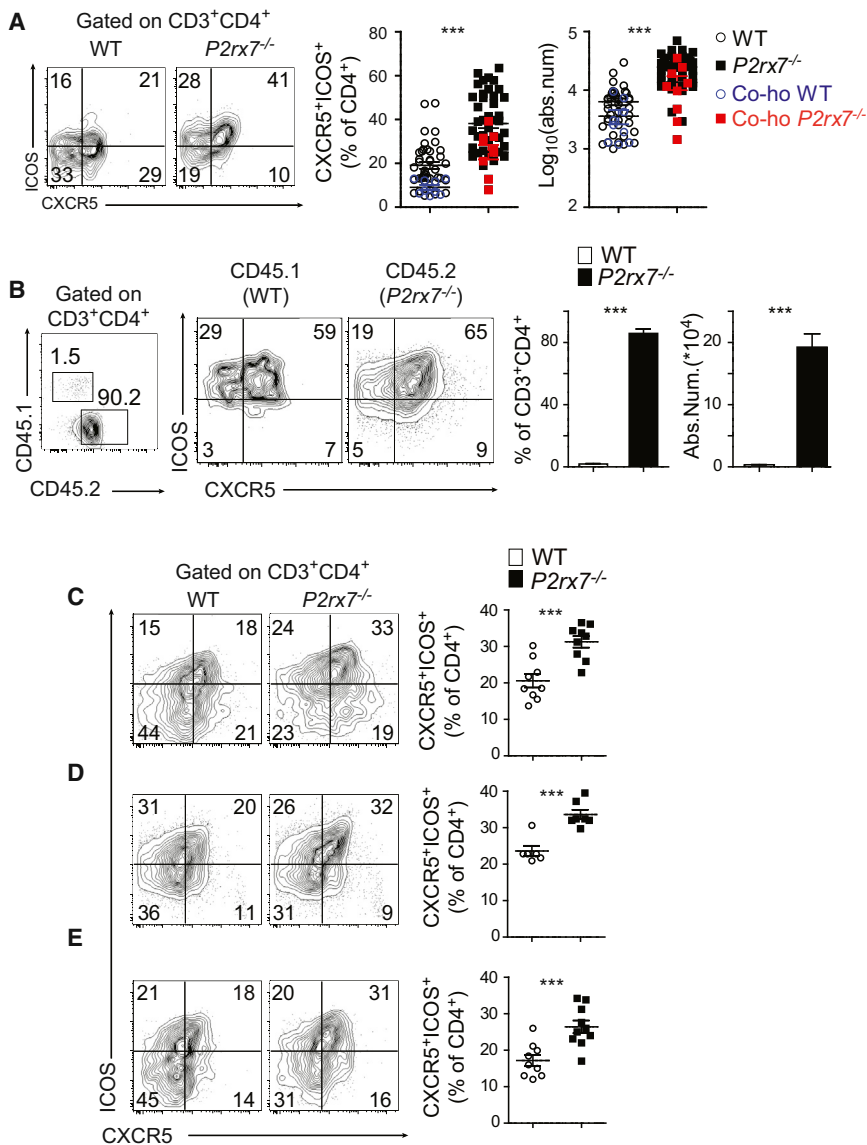 A
Gated on CD3+CD4+
WT P2rx7-/-
16 21 28 41
33 29 19 10
ICOS
CXCR5
CXCR5+ICOS+
(% of CD4+)
80
60
40
20
0
***
Log10(abs.num)
5
4
3
2
***
WT
P2rx7-/-
Co-ho WT
Co-ho P2rx7-/-
B
Gated on
CD3+CD4+
1.5
90.2
CD45.1
CD45.2
CD45.1
(WT)
CD45.2
(P2rx7-/-)
29 59 19 65
3 7 5 9
ICOS
CXCR5
WT
P2rx7-/-
% of CD3+CD4+
80
40
0
***
Abs.Num.(*10⁴)
20
10
0
***
Gated on CD3+CD4+
WT P2rx7-/-
WT
P2rx7-/-
C
15 18 24 33
44 21 23 19
CXCR5+ICOS+
(% of CD4+)
40
30
20
10
0
***
D
31 20 26 32
36 11 31 9
CXCR5+ICOS+
(% of CD4+)
40
30
20
10
0
***
E
21 18 20 31
45 14 31 16
CXCR5+ICOS+
(% of CD4+)
40
30
20
10
0
***
ICOS
CXCR5